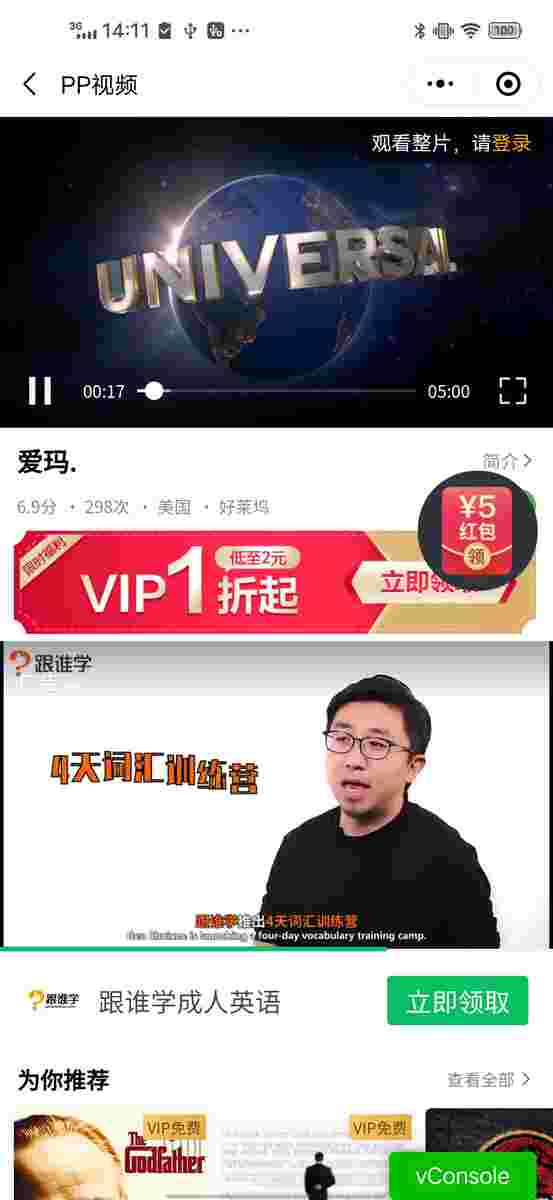 3G 14:11
100
PP视频
观看整片，请登录
UNIVERSAL
00:17 05:00
爱玛.
简介
6.9分 · 298次 · 美国 · 好莱坞
¥5
红包
领
限时福利
VIP1折起
低至2元
立即领取
跟谁学
4天词汇训练营
跟谁学推出4天词汇训练营
is launching a four-day vocabulary training camp.
跟谁学
跟谁学成人英语
立即领取
为你推荐
查看全部
VIP免费
The Godfather
VIP免费
vConsole